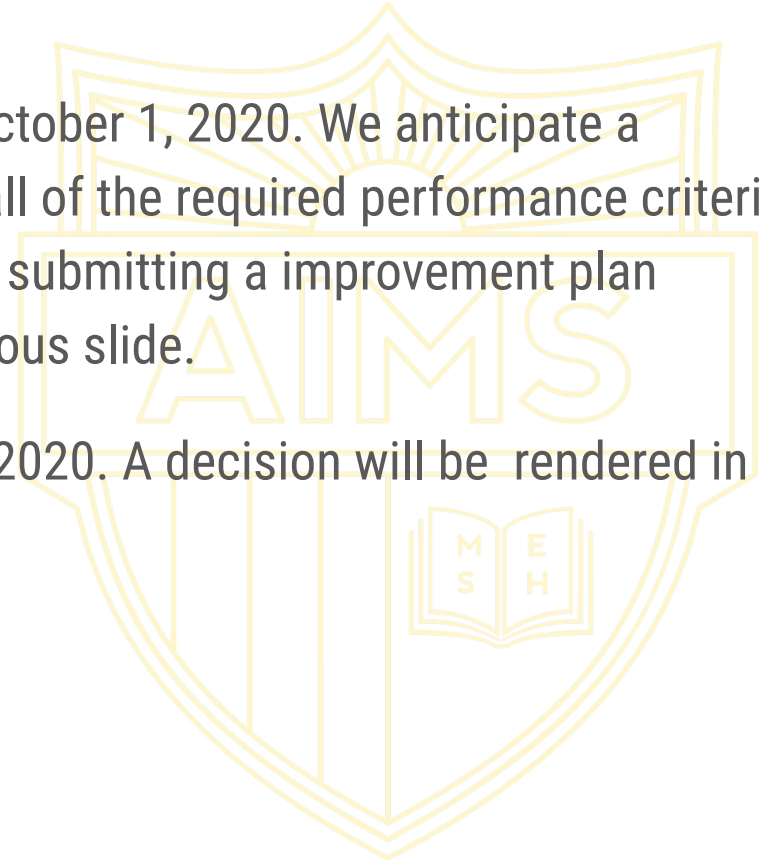 ctober 1, 2020. We anticipate a
all of the required performance criteri
submitting a improvement plan
ous slide.
2020. A decision will be  rendered in
AIMS
M E
S H